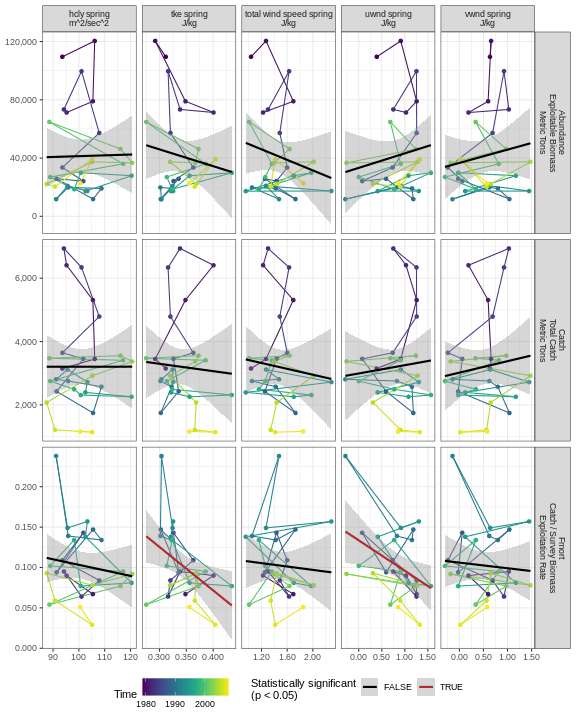 hcly spring
m^2/sec^2
tke spring
J/kg
total wind speed spring
J/kg
uwnd spring
J/kg
vwnd spring
J/kg
120,000
80,000
40,000
0
Abundance
Exploitable Biomass
Metric Tons
6,000
4,000
2,000
Catch
Total Catch
Metric Tons
0.200
0.150
0.100
0.050
0.000
Fmort
Catch / Survey Biomass
Exploitation Rate
90 100 110 120
0.300 0.350 0.400
1.20 1.60 2.00
0.00 0.50 1.00 1.50
0.00 0.50 1.00 1.50
Time
1980 1990 2000
Statistically significant
(p < 0.05)
FALSE
TRUE